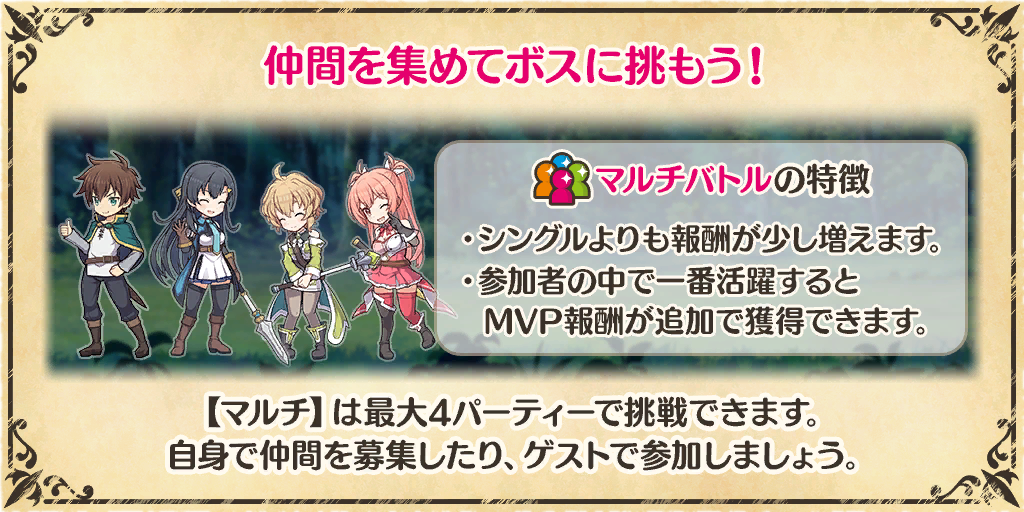 仲間を集めてボスに挑もう！
マルチバトルの特徴
・シングルよりも報酬が少し増えます。
・参加者の中で一番活躍すると
MVP報酬が追加で獲得できます。
【マルチ】は最大4パーティーで挑戦できます。
自身で仲間を募集したり、ゲストで参加しましょう。